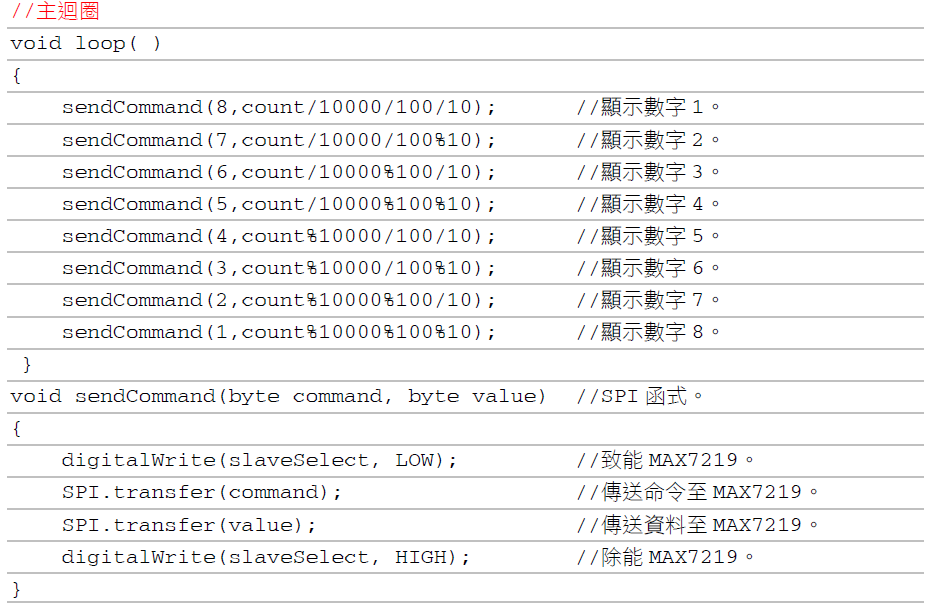 //主迴圈
void loop( )
{
    sendCommand(8,count/10000/100/10);      //顯示數字 1。
    sendCommand(7,count/10000/100%10);      //顯示數字 2。
    sendCommand(6,count/10000%100/10);      //顯示數字 3。
    sendCommand(5,count/10000%100%10);      //顯示數字 4。
    sendCommand(4,count%10000/100/10);      //顯示數字 5。
    sendCommand(3,count%10000/100%10);      //顯示數字 6。
    sendCommand(2,count%10000%100/10);      //顯示數字 7。
    sendCommand(1,count%10000%100%10);      //顯示數字 8。
 }
void sendCommand(byte command, byte value)  //SPI 函式。
{
    digitalWrite(slaveSelect, LOW);         //致能 MAX7219。
    SPI.transfer(command);                  //傳送命令至 MAX7219。
    SPI.transfer(value);                    //傳送資料至 MAX7219。
    digitalWrite(slaveSelect, HIGH);        //除能 MAX7219。
}